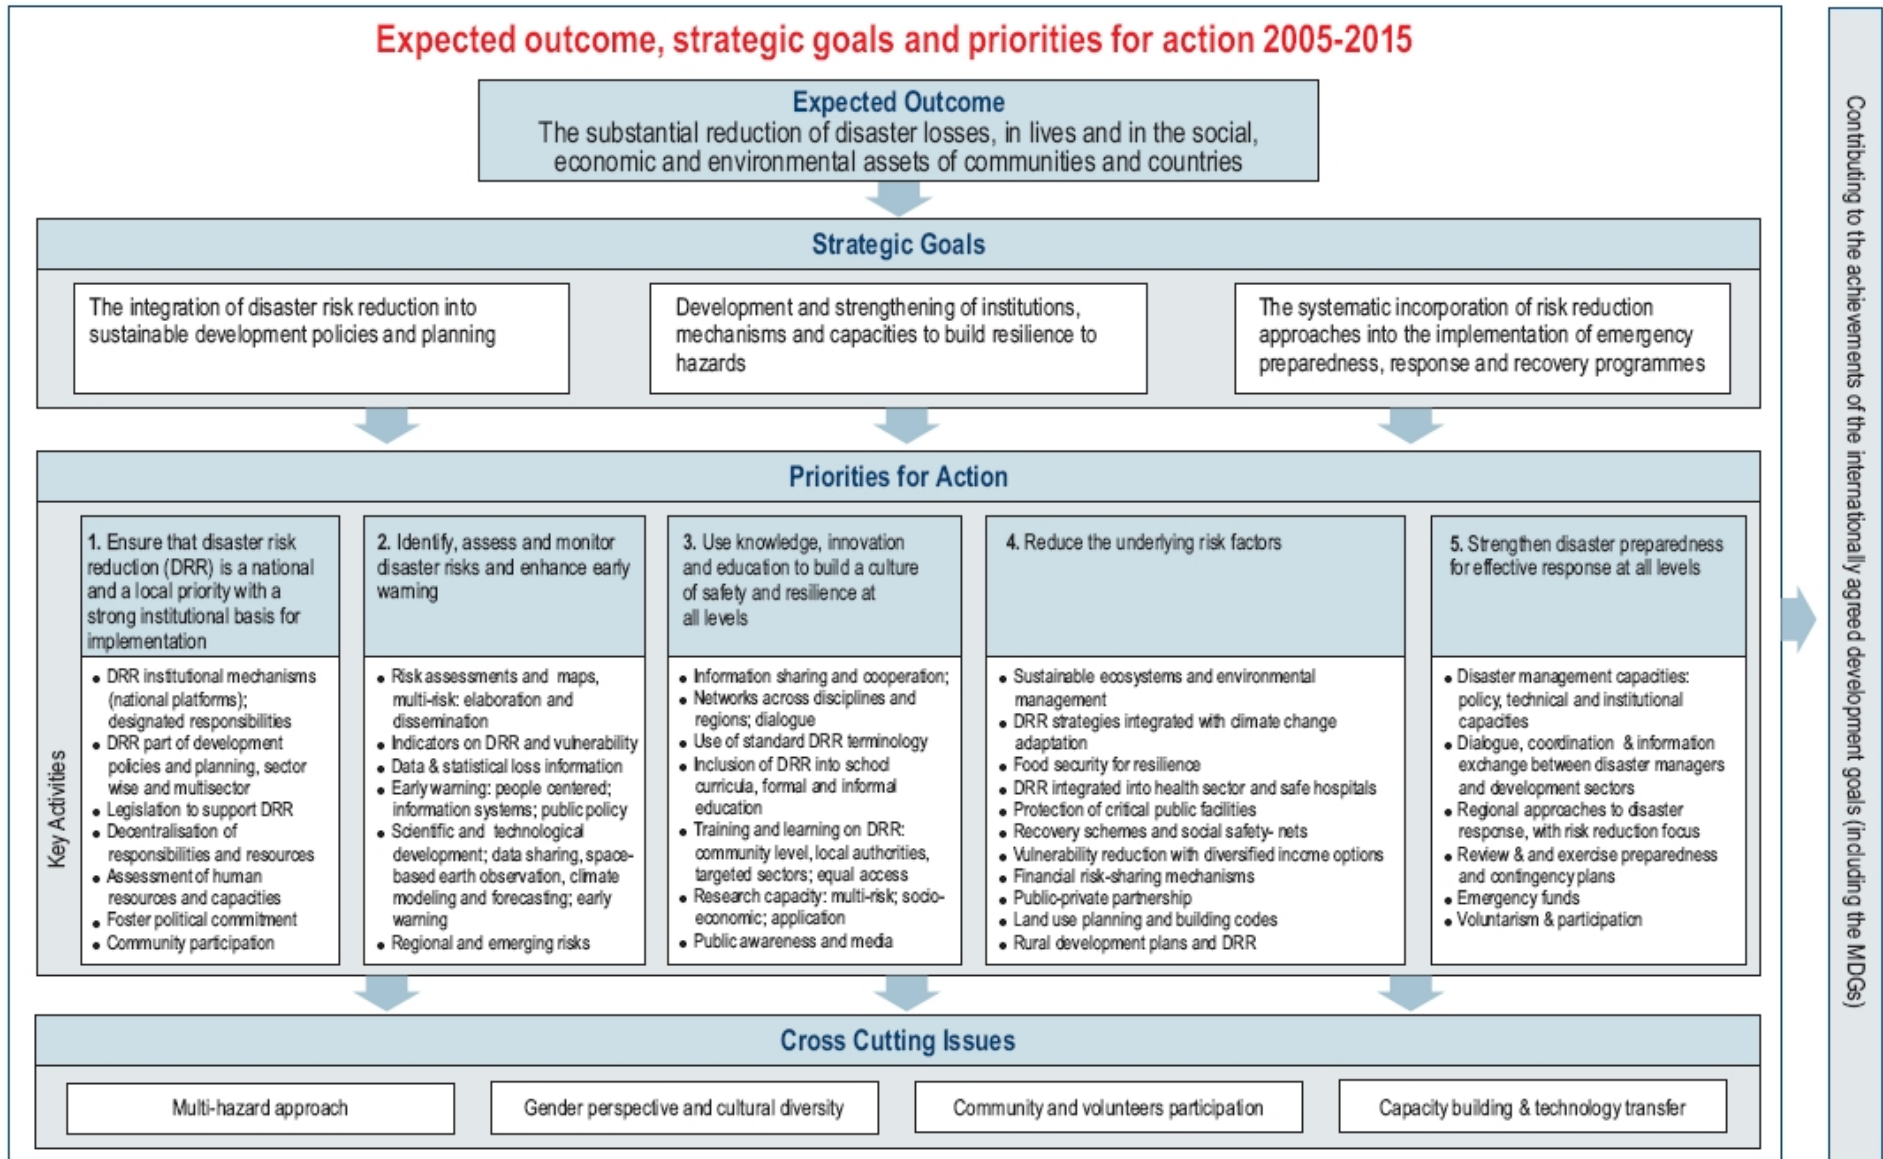 Expected outcome, strategic goals and priorities for action 2005-2015
Expected Outcome
The substantial reduction of disaster losses, in lives and in the social,
economic and environmental assets of communities and countries
Strategic Goals
The integration of disaster risk reduction into
sustainable development policies and planning
Development and strengthening of institutions,
mechanisms and capacities to build resilience to
hazards
The systematic incorporation of risk reduction
approaches into the implementation of emergency
preparedness, response and recovery programmes
Priorities for Action
Key Activities
1. Ensure that disaster risk
reduction (DRR) is a national
and a local priority with a
strong institutional basis for
implementation
• DRR institutional mechanisms
(national platforms);
designated responsibilities
• DRR part of development
policies and planning, sector
wise and multisector
• Legislation to support DRR
• Decentralisation of
responsibilities and resources
• Assessment of human
resources and capacities
• Foster political commitment
• Community participation
2. Identify, assess and monitor
disaster risks and enhance early
warning
• Risk assessments and maps,
multi-risk: elaboration and
dissemination
• Indicators on DRR and vulnerability
• Data & statistical loss information
• Early warning: people centered;
information systems; public policy
• Scientific and technological
development; data sharing, space-
based earth observation, climate
modeling and forecasting; early
warning
• Regional and emerging risks
3. Use knowledge, innovation
and education to build a culture
of safety and resilience at
all levels
• Information sharing and cooperation;
• Networks across disciplines and
regions; dialogue
• Use of standard DRR terminology
• Inclusion of DRR into school
curricula, formal and informal
education
• Training and learning on DRR:
community level, local authorities,
targeted sectors; equal access
• Research capacity: multi-risk; socio-
economic; application
• Public awareness and media
4. Reduce the underlying risk factors
• Sustainable ecosystems and environmental
management
• DRR strategies integrated with climate change
adaptation
• Food security for resilience
• DRR integrated into health sector and safe hospitals
• Protection of critical public facilities
• Recovery schemes and social safety- nets
• Vulnerability reduction with diversified income options
• Financial risk-sharing mechanisms
• Public-private partnership
• Land use planning and building codes
• Rural development plans and DRR
5. Strengthen disaster preparedness
for effective response at all levels
• Disaster management capacities:
policy, technical and institutional
capacities
• Dialogue, coordination & information
exchange between disaster managers
and development sectors
• Regional approaches to disaster
response, with risk reduction focus
• Review & and exercise preparedness
and contingency plans
• Emergency funds
• Voluntarism & participation
Cross Cutting Issues
Multi-hazard approach
Gender perspective and cultural diversity
Community and volunteers participation
Capacity building & technology transfer
Contributing to the achievements of the internationally agreed development goals (including the MDGs)